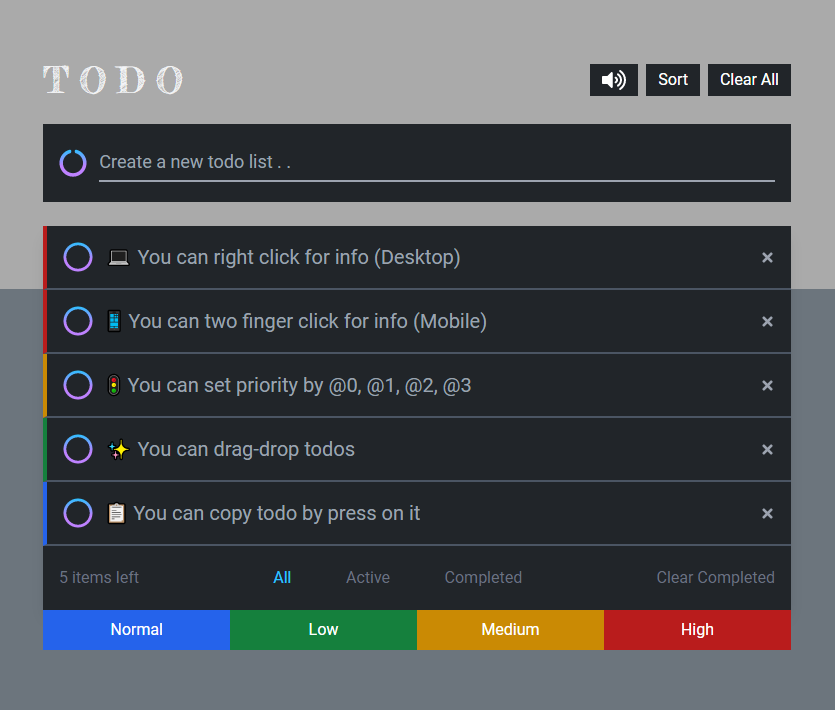 TODO
Sort
Clear All
Create a new todo list . .
You can right click for info (Desktop)
You can two finger click for info (Mobile)
You can set priority by @0, @1, @2, @3
You can drag-drop todos
You can copy todo by press on it
5 items left
All
Active
Completed
Clear Completed
Normal
Low
Medium
High